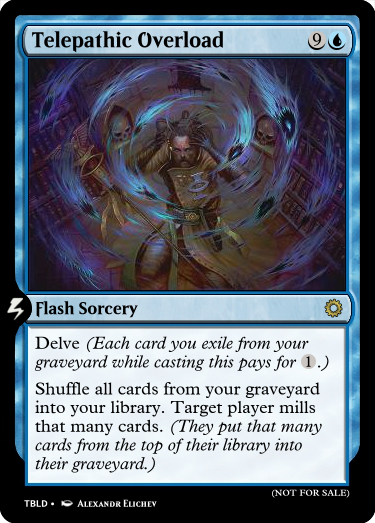 Telepathic Overload 9
Flash Sorcery
Delve (Each card you exile from your
graveyard while casting this pays for 1.)
Shuffle all cards from your graveyard
into your library. Target player mills
that many cards. (They put that many
cards from the top of their library into
their graveyard.)
(NOT FOR SALE)
TBLD • Alexandr Elichev